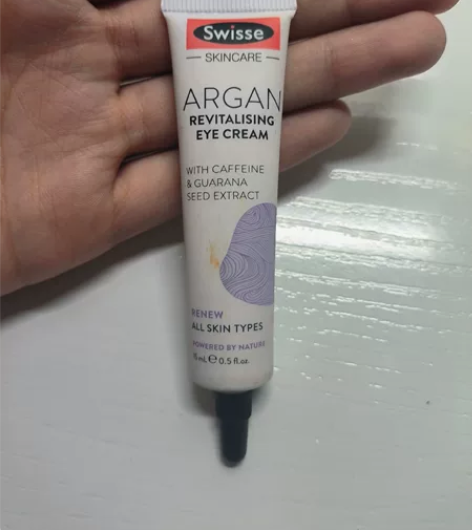 Swisse
SKINCARE
ARGAN
REVITALISING
EYE CREAM
WITH CAFFEINE
& GUARANA
SEED EXTRACT
RENEW
ALL SKIN TYPES
POWERED BY NATURE
mL e 0.5 fl.oz.